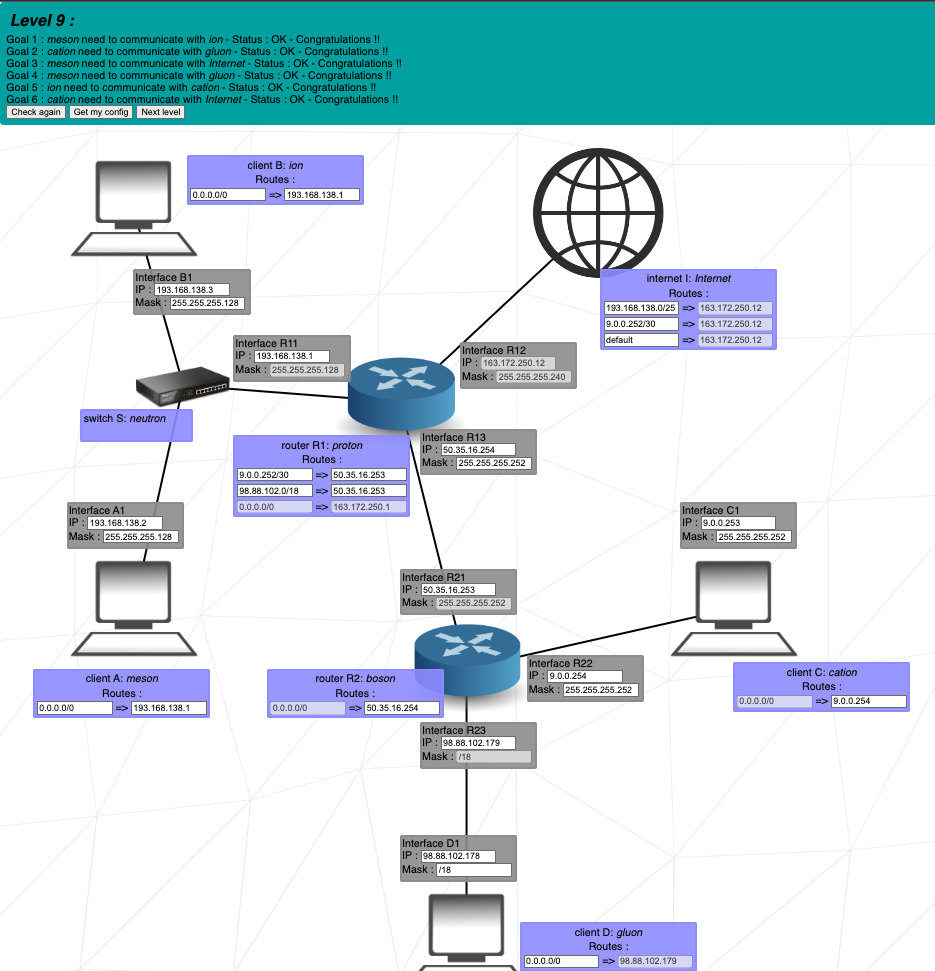 Level 9 :
Goal 1 : meson need to communicate with ion - Status : OK - Congratulations !!
Goal 2 : cation need to communicate with gluon - Status : OK - Congratulations !!
Goal 3 : meson need to communicate with Internet - Status : OK - Congratulations !!
Goal 4 : meson need to communicate with gluon - Status : OK - Congratulations !!
Goal 5 : ion need to communicate with cation - Status : OK - Congratulations !!
Goal 6 : cation need to communicate with Internet - Status : OK - Congratulations !!
Check again Get my config Next level
client B: ion
Routes :
0.0.0.0/0 => 193.168.138.1
Interface B1
IP : 193.168.138.3
Mask : 255.255.255.128
internet I: Internet
Routes :
193.168.138.0/25 => 163.172.250.12
9.0.0.252/30 => 163.172.250.12
default => 163.172.250.12
Interface R11
IP : 193.168.138.1
Mask : 255.255.255.128
Interface R12
IP : 163.172.250.12
Mask : 255.255.255.240
switch S: neutron
router R1: proton
Routes :
9.0.0.252/30 => 50.35.16.253
98.88.102.0/18 => 50.35.16.253
0.0.0.0/0 => 163.172.250.1
Interface R13
IP : 50.35.16.254
Mask : 255.255.255.252
Interface A1
IP : 193.168.138.2
Mask : 255.255.255.128
Interface C1
IP : 9.0.0.253
Mask : 255.255.255.252
Interface R21
IP : 50.35.16.253
Mask : 255.255.255.252
client A: meson
Routes :
0.0.0.0/0 => 193.168.138.1
router R2: boson
Routes :
0.0.0.0/0 => 50.35.16.254
Interface R22
IP : 9.0.0.254
Mask : 255.255.255.252
client C: cation
Routes :
0.0.0.0/0 => 9.0.0.254
Interface R23
IP : 98.88.102.179
Mask : /18
Interface D1
IP : 98.88.102.178
Mask : /18
client D: gluon
Routes :
0.0.0.0/0 => 98.88.102.179